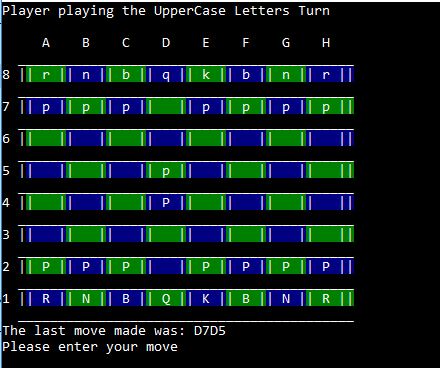 Player playing the UpperCase Letters Turn
A B C D E F G H
8 || r || n || b || q || k || b || n || r ||
7 || p || p || p || || p || p || p || p ||
6 || || || || || || || || ||
5 || || || || p || || || || ||
4 || || || || P || || || || ||
3 || || || || || || || || ||
2 || P || P || P || || P || P || P || P ||
1 || R || N || B || Q || K || B || N || R ||
The last move made was: D7D5
Please enter your move